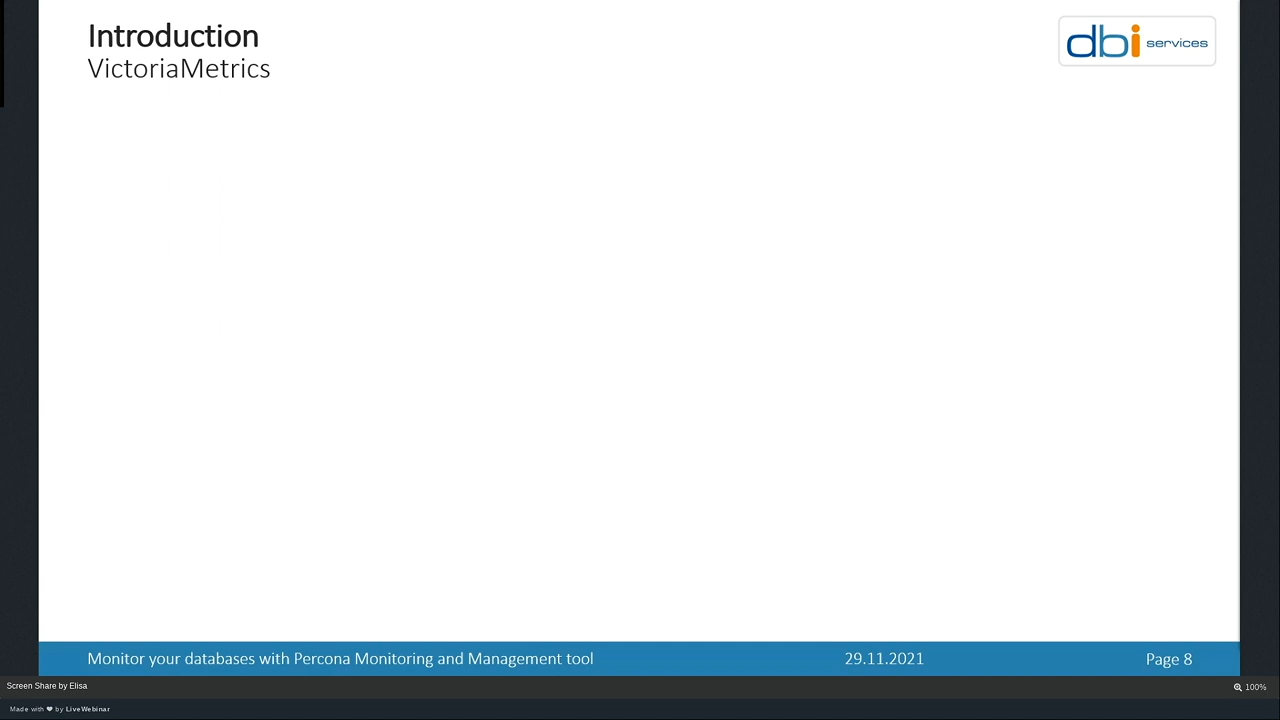 Introduction
VictoriaMetrics
dbi services
Monitor your databases with Percona Monitoring and Management tool
29.11.2021
Page 8
Screen Share by Elisa
100%
Made with ❤ by LiveWebinar